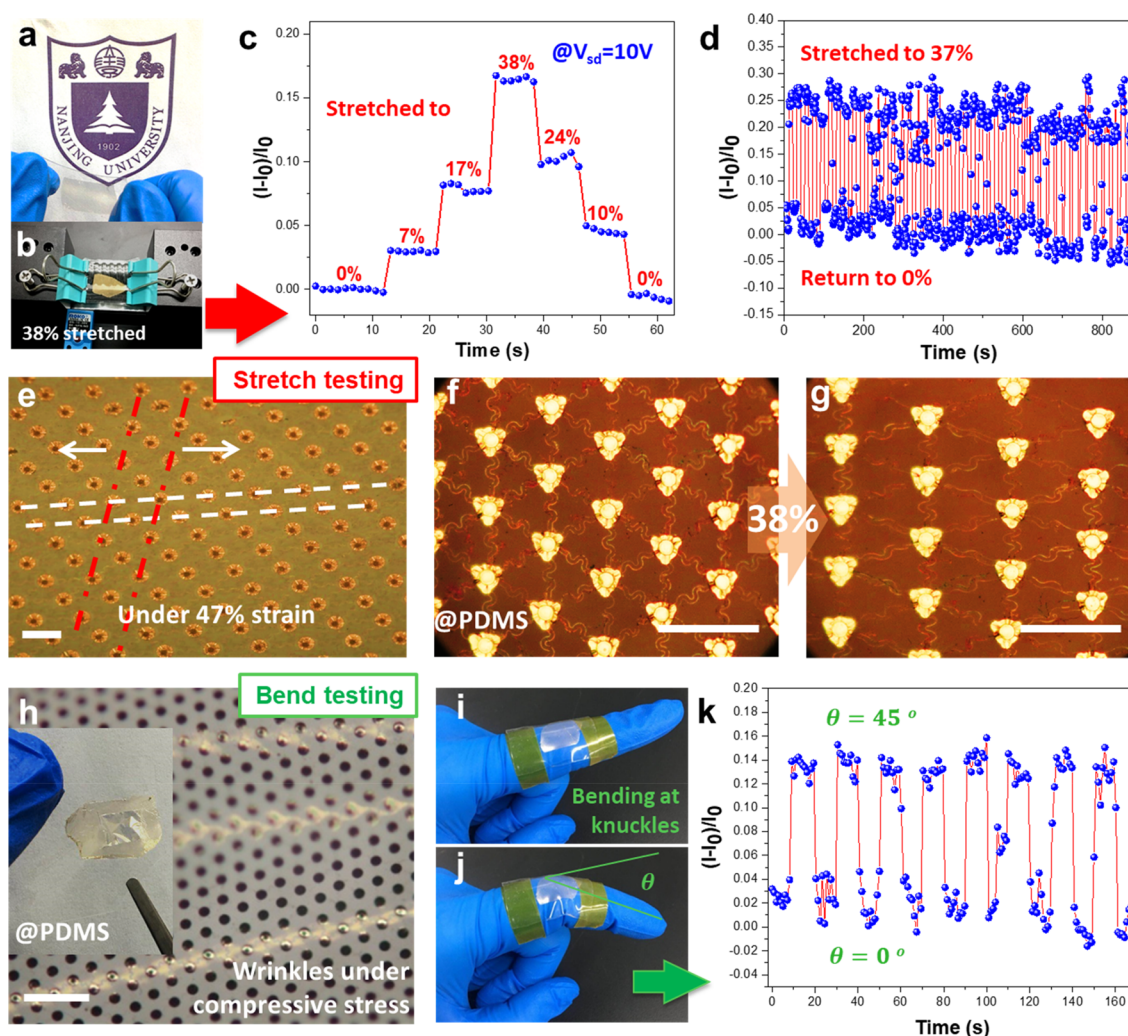 a
NANJING UNIVERSITY
1902
b
38% stretched
c
@Vsd=10V
Stretched to
0%
7%
17%
38%
24%
10%
0%
(I-I0)/I0
0.20
0.15
0.10
0.05
0.00
0 10 20 30 40 50 60
Time (s)
d
Stretched to 37%
Return to 0%
(I-I0)/I0
0.40
0.35
0.30
0.25
0.20
0.15
0.10
0.05
0.00
-0.05
-0.10
-0.15
0 200 400 600 800
Time (s)
Stretch testing
e
Under 47% strain
f
@PDMS
38%
g
Bend testing
h
@PDMS
Wrinkles under
compressive stress
i
Bending at
knuckles
j
θ
k
θ = 45 o
θ = 0 o
(I-I0)/I0
0.20
0.18
0.16
0.14
0.12
0.10
0.08
0.06
0.04
0.02
0.00
-0.02
-0.04
0 20 40 60 80 100 120 140 160
Time (s)